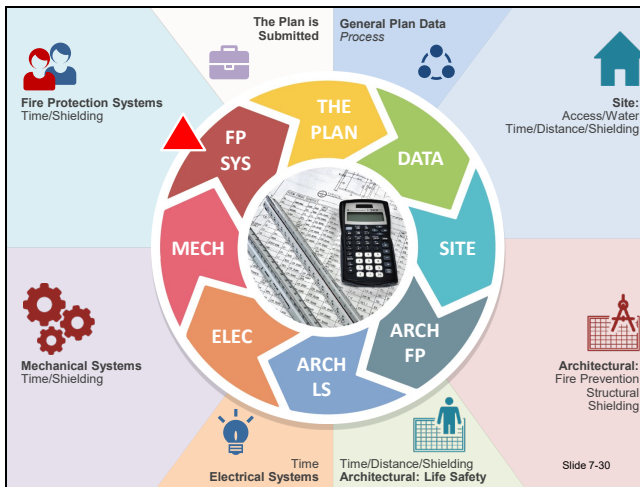 The Plan is
Submitted
General Plan Data
Process
Fire Protection Systems
Time/Shielding
Site:
Access/Water
Time/Distance/Shielding
THE
PLAN
DATA
SITE
ARCH
FP
ARCH
LS
ELEC
MECH
FP
SYS
Mechanical Systems
Time/Shielding
Architectural:
Fire Prevention
Structural
Shielding
Time
Electrical Systems
Time/Distance/Shielding
Architectural: Life Safety
Slide 7-30